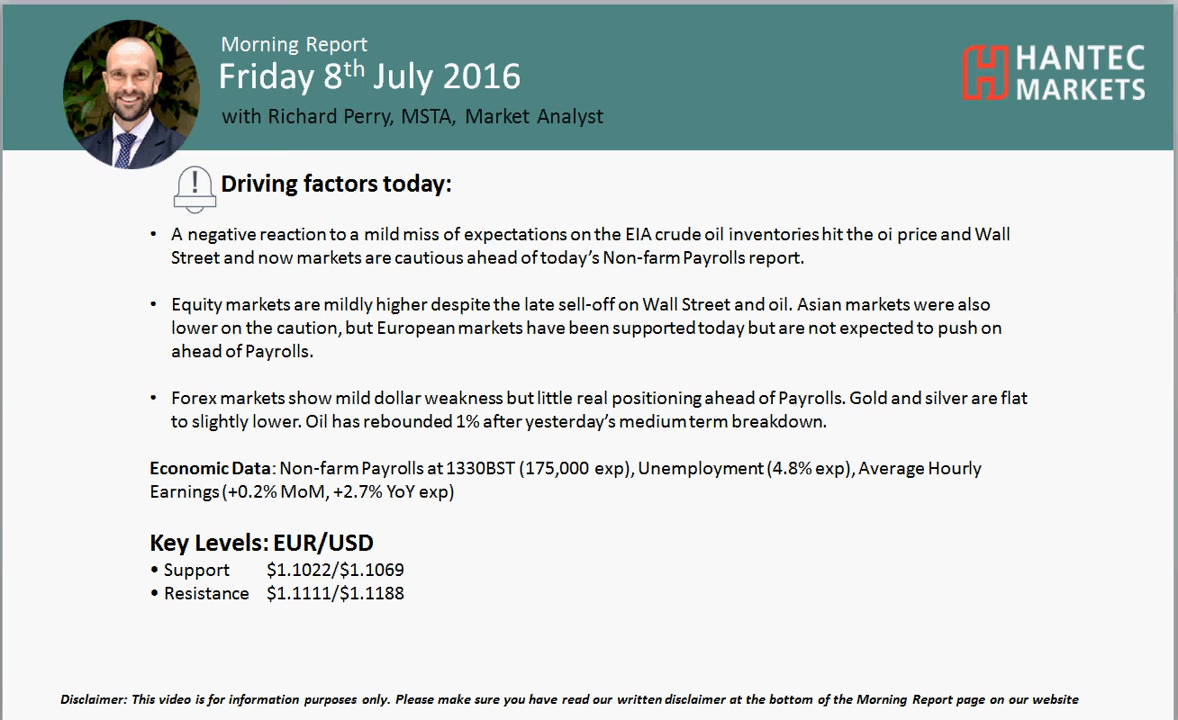 Morning Report
Friday 8th July 2016
with Richard Perry, MSTA, Market Analyst
HANTEC
MARKETS
Driving factors today:
• A negative reaction to a mild miss of expectations on the EIA crude oil inventories hit the oi price and Wall
Street and now markets are cautious ahead of today's Non-farm Payrolls report.
• Equity markets are mildly higher despite the late sell-off on Wall Street and oil. Asian markets were also
lower on the caution, but European markets have been supported today but are not expected to push on
ahead of Payrolls.
• Forex markets show mild dollar weakness but little real positioning ahead of Payrolls. Gold and silver are flat
to slightly lower. Oil has rebounded 1% after yesterday's medium term breakdown.
Economic Data: Non-farm Payrolls at 1330BST (175,000 exp), Unemployment (4.8% exp), Average Hourly
Earnings (+0.2% MoM, +2.7% YoY exp)
Key Levels: EUR/USD
• Support $1.1022/$1.1069
• Resistance $1.1111/$1.1188
Disclaimer: This video is for information purposes only. Please make sure you have read our written disclaimer at the bottom of the Morning Report page on our website